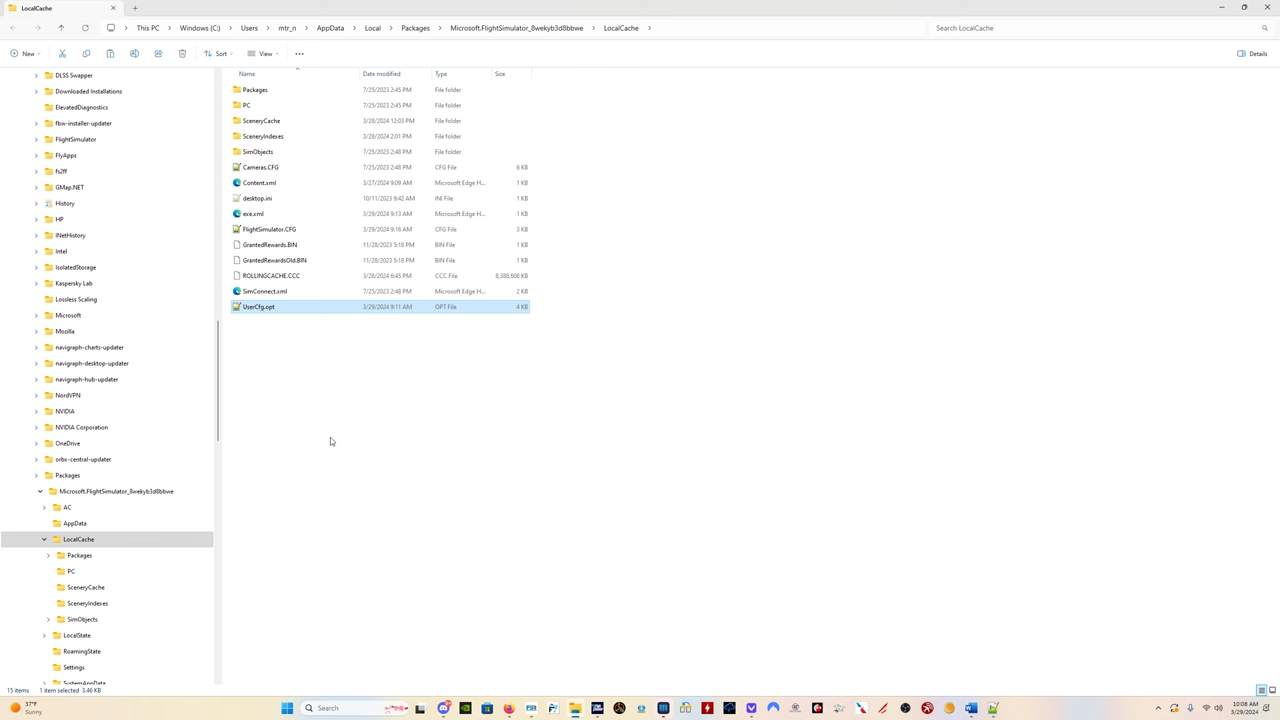 LocalCache
This PC Windows (C:) Users mtr_n AppData Local Packages Microsoft.FlightSimulator_8wekyb3d8bbwe LocalCache
Search LocalCache
New Sort View Details
Name Date modified Type Size
DLSS Swapper
Downloaded Installations
ElevatedDiagnostics
fbw-installer-updater
FlightSimulator
FlyApps
fs2ff
GMap.NET
History
HP
INetHistory
Intel
IsolatedStorage
Kaspersky Lab
Lossless Scaling
Microsoft
Mozilla
navigraph-charts-updater
navigraph-desktop-updater
navigraph-hub-updater
NordVPN
NVIDIA
NVIDIA Corporation
OneDrive
orbx-central-updater
Packages
Microsoft.FlightSimulator_8wekyb3d8bbwe
AC
AppData
LocalCache
Packages
PC
SceneryCache
SceneryIndexes
SimObjects
LocalState
RoamingState
Settings
SystemAppData
Packages 7/25/2023 2:45 PM File folder
PC 7/25/2023 2:45 PM File folder
SceneryCache 3/28/2024 12:03 PM File folder
SceneryIndexes 3/28/2024 2:01 PM File folder
SimObjects 7/25/2023 2:48 PM File folder
Cameras.CFG 7/25/2023 2:48 PM CFG File 6 KB
Content.xml 3/27/2024 9:09 AM Microsoft Edge H... 1 KB
desktop.ini 10/11/2023 9:42 AM INI File 1 KB
exe.xml 3/29/2024 9:13 AM Microsoft Edge H... 1 KB
FlightSimulator.CFG 3/29/2024 9:16 AM CFG File 3 KB
GrantedRewards.BIN 11/28/2023 5:18 PM BIN File 1 KB
GrantedRewardsOld.BIN 11/28/2023 5:18 PM BIN File 1 KB
ROLLINGCACHE.CCC 3/28/2024 6:45 PM CCC File 8,388,608 KB
SimConnect.xml 7/25/2023 2:48 PM Microsoft Edge H... 2 KB
UserCfg.opt 3/29/2024 9:11 AM OPT File 4 KB
15 items 1 item selected 3.46 KB
37°F
Sunny
Search
10:08 AM
3/29/2024